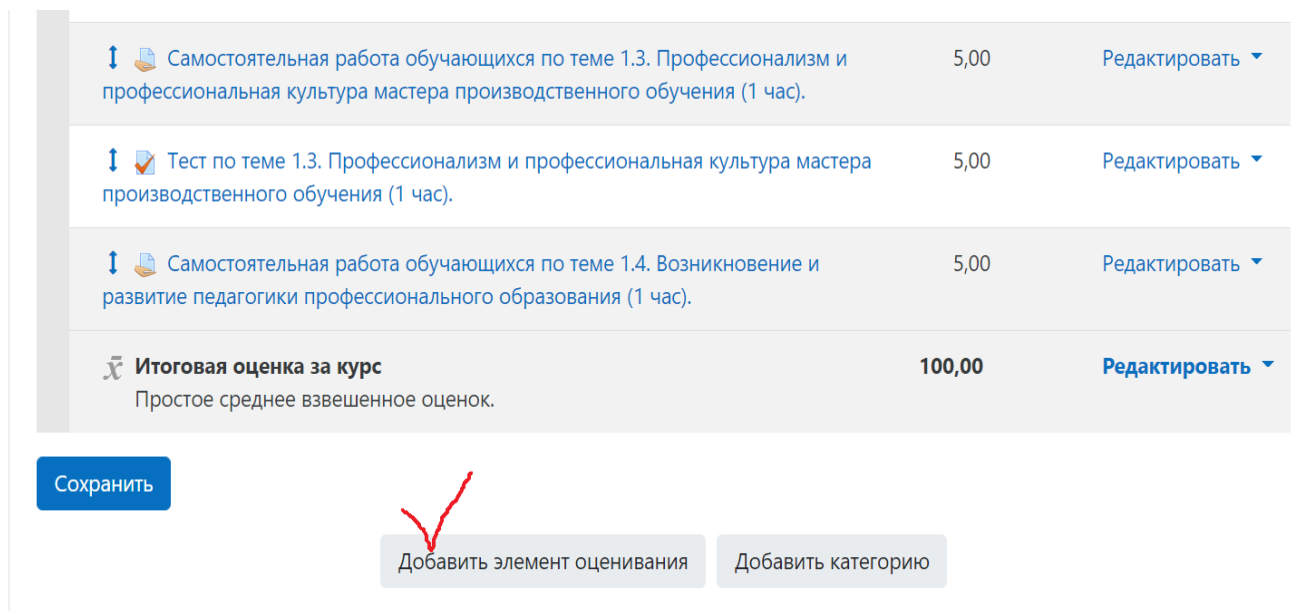 Самостоятельная работа обучающихся по теме 1.3. Профессионализм и 5,00 Редактировать
профессиональная культура мастера производственного обучения (1 час).
Тест по теме 1.3. Профессионализм и профессиональная культура мастера 5,00 Редактировать
производственного обучения (1 час).
Самостоятельная работа обучающихся по теме 1.4. Возникновение и 5,00 Редактировать
развитие педагогики профессионального образования (1 час).
Итоговая оценка за курс 100,00 Редактировать
Простое среднее взвешенное оценок.
Сохранить
Добавить элемент оценивания Добавить категорию